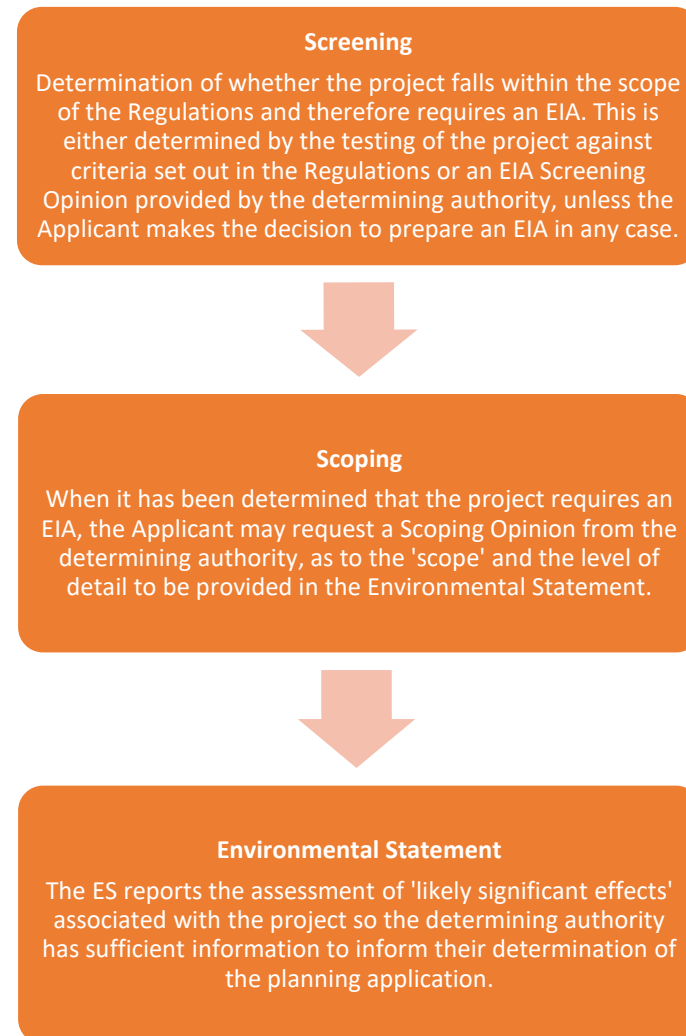 Screening
Determination of whether the project falls within the scope
of the Regulations and therefore requires an EIA. This is
either determined by the testing of the project against
criteria set out in the Regulations or an EIA Screening
Opinion provided by the determining authority, unless the
Applicant makes the decision to prepare an EIA in any case.
Scoping
When it has been determined that the project requires an
EIA, the Applicant may request a Scoping Opinion from the
determining authority, as to the 'scope' and the level of
detail to be provided in the Environmental Statement.
Environmental Statement
The ES reports the assessment of 'likely significant effects'
associated with the project so the determining authority
has sufficient information to inform their determination of
the planning application.